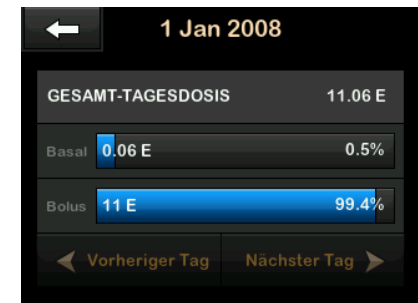 1 Jan 2008
GESAMT-TAGESDOSIS 11.06 E
Basal 0.06 E 0.5%
Bolus 11 E 99.4%
Vorheriger Tag Nächster Tag